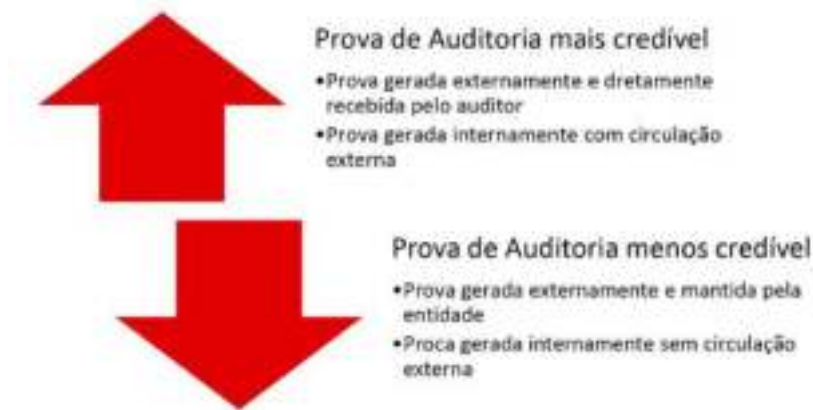 Prova de Auditoria mais credível
•Prova gerada externamente e dretamente
recebida pelo auditor
•Prova gerada internamente com circulação
externa
Prova de Auditoria menos credível
•Prova gerada externamente e mantida pela
entidade
•Proca gerada internamente sem circulação
externa